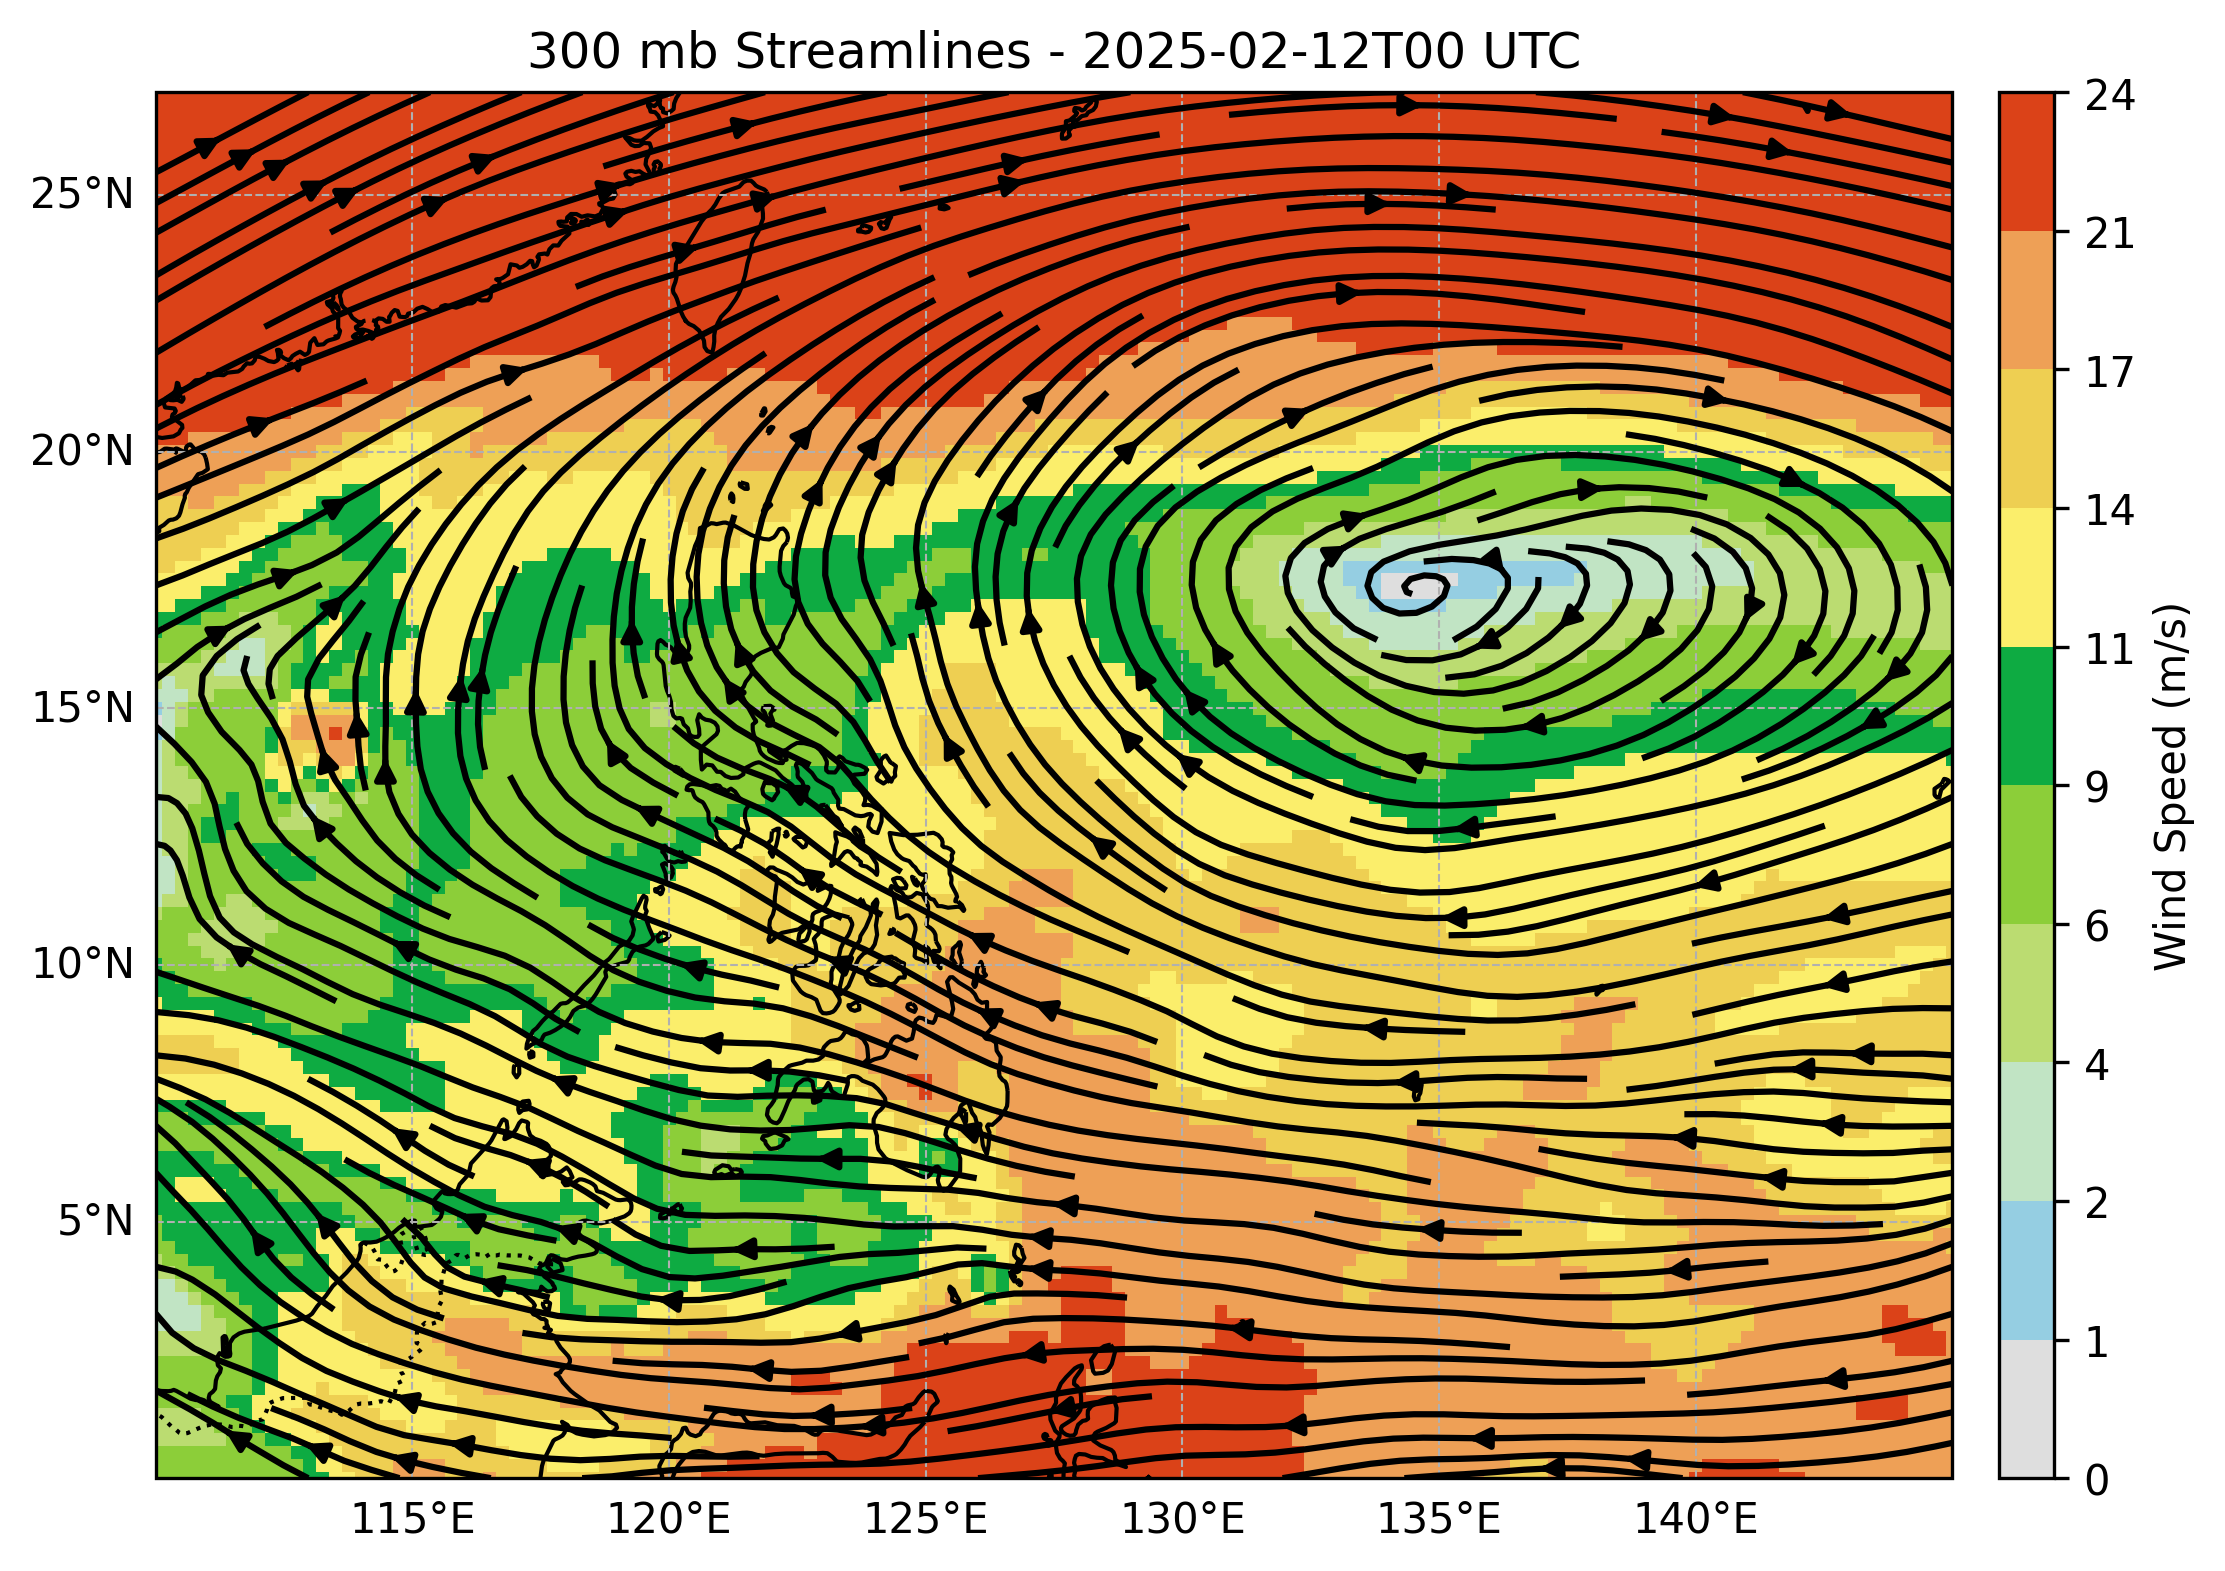 300 mb Streamlines - 2025-02-12T00 UTC
25°N
20°N
15°N
10°N
5°N
115°E
120°E
125°E
130°E
135°E
140°E
24
21
17
14
11
9
6
4
2
1
0
Wind Speed (m/s)